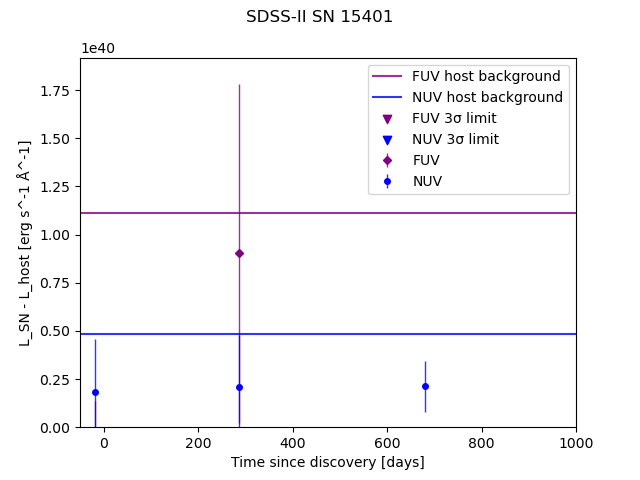 SDSS-II SN 15401
1e40
FUV host background
NUV host background
FUV 3σ limit
NUV 3σ limit
FUV
NUV
1.75
1.50
1.25
1.00
0.75
0.50
0.25
0.00
L_SN - L_host [erg s^-1 Å^-1]
0
200
400
600
800
1000
Time since discovery [days]